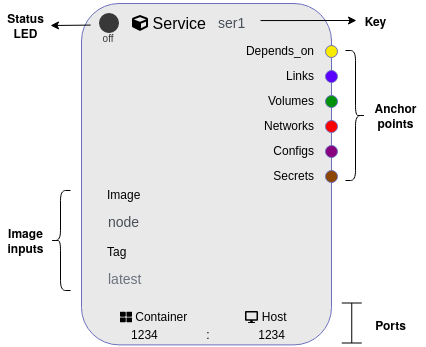 Status
LED
off
Service ser1
Key
Depends_on
Links
Volumes
Networks
Configs
Secrets
Anchor
points
Image
node
Tag
latest
Image
inputs
Container Host
1234 : 1234
Ports